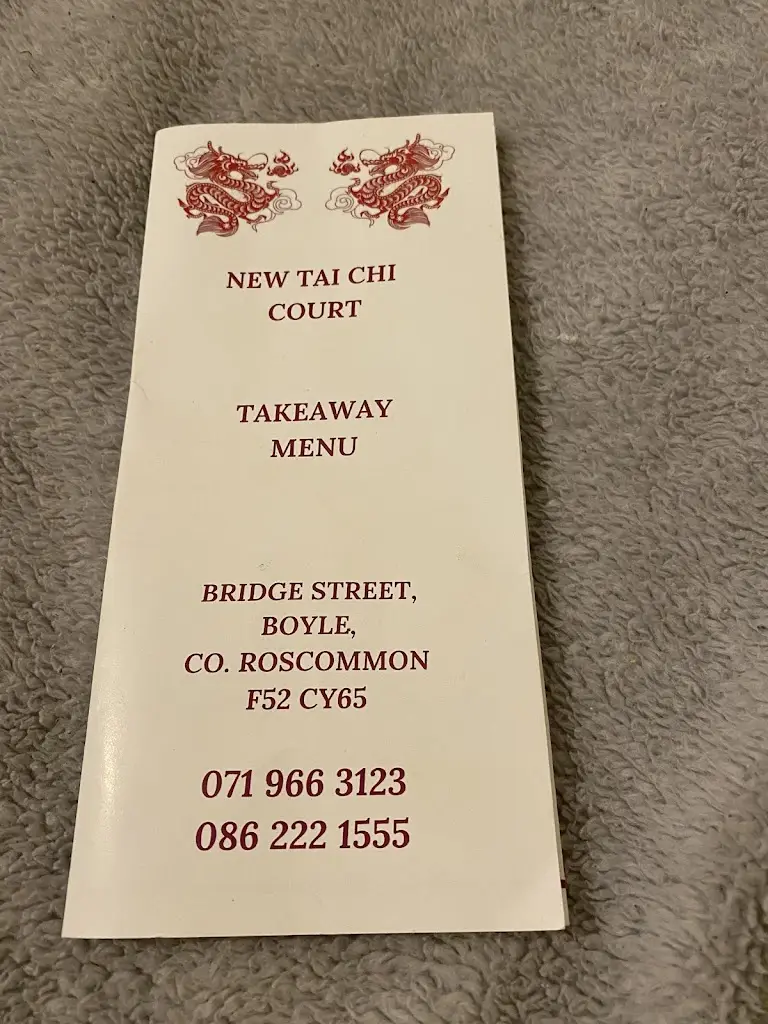 NEW TAI CHI
COURT
TAKEAWAY
MENU
BRIDGE STREET,
BOYLE,
CO. ROSCOMMON
F52 CY65
071 966 3123
086 222 1555